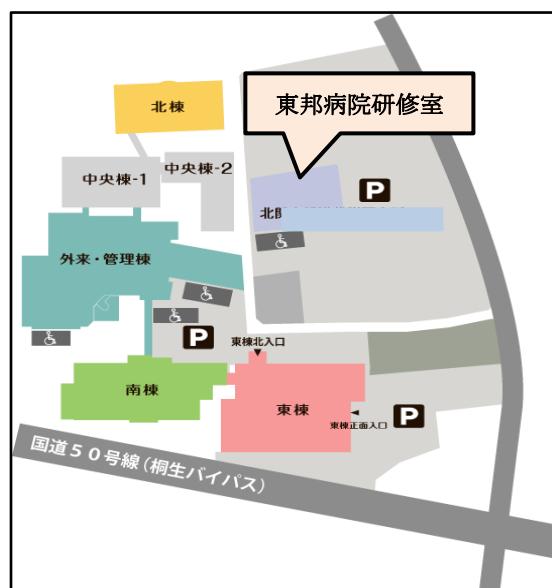 東邦病院研修室
北棟
中央棟-1
中央棟-2
P
北
外来・管理棟
P
東棟北入口
南棟
東棟
P
東棟正面入口
国道５０号線（桐生バイパス）